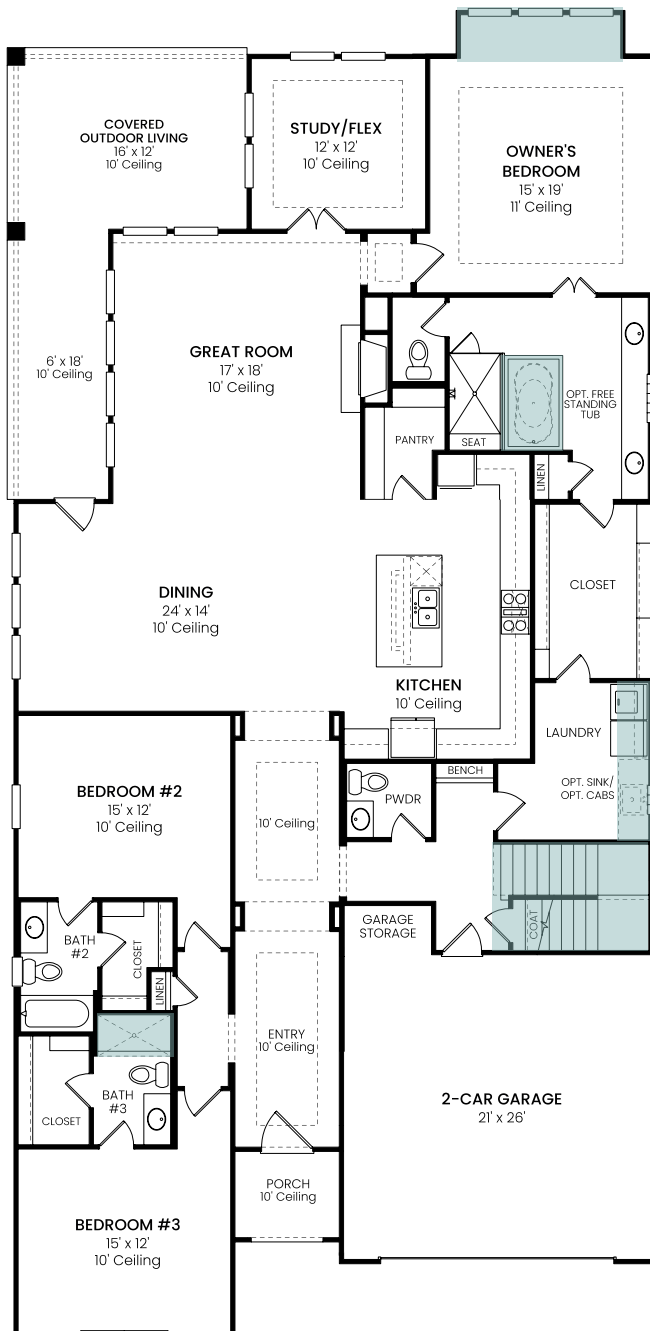 COVERED
OUTDOOR LIVING
16' x 12'
10' Ceiling
STUDY/FLEX
12' x 12'
10' Ceiling
OWNER'S
BEDROOM
15' x 19'
11' Ceiling
6' x 18'
10' Ceiling
GREAT ROOM
17' x 18'
10' Ceiling
PANTRY
SEAT
OPT. FREE
STANDING
TUB
LINEN
CLOSET
DINING
24' x 14'
10' Ceiling
KITCHEN
10' Ceiling
LAUNDRY
OPT. SINK/
OPT. CABS
BENCH
PWDR
BEDROOM #2
15' x 12'
10' Ceiling
10' Ceiling
BATH
#2
CLOSET
LINEN
GARAGE
STORAGE
COAT
ENTRY
10' Ceiling
BATH
#3
CLOSET
2-CAR GARAGE
21' x 26'
PORCH
10' Ceiling
BEDROOM #3
15' x 12'
10' Ceiling